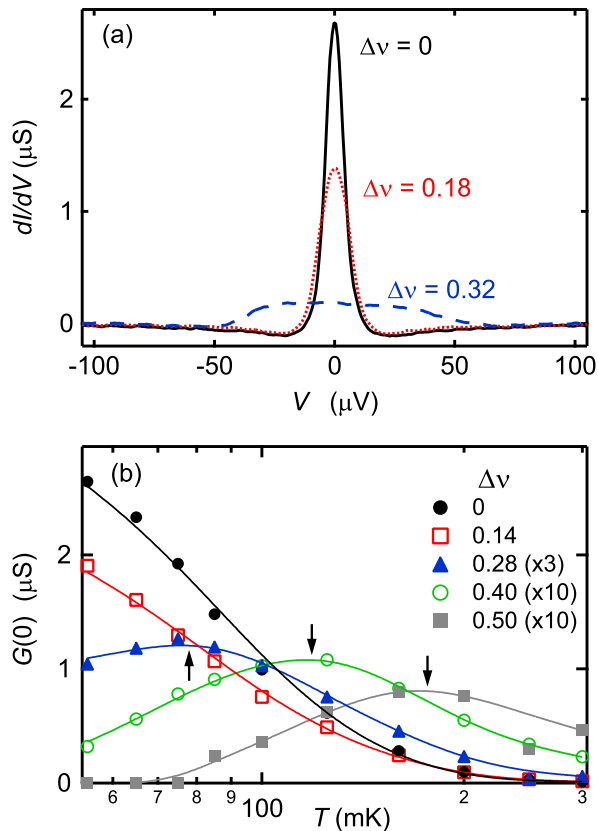 (a)
Δν = 0
Δν = 0.18
Δν = 0.32
dI/dV (μS)
2
1
0
-100 -50 0 50 100
V (μV)
(b)
Δν
0
0.14
0.28 (x3)
0.40 (x10)
0.50 (x10)
G(0) (μS)
2
1
0
6 7 8 9 100 2 3
T (mK)